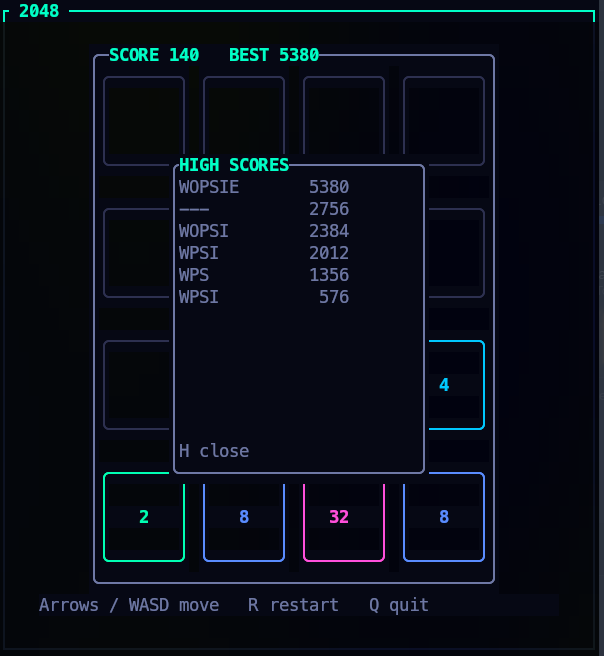 2048
SCORE 140 BEST 5380
HIGH SCORES
WOPSIE 5380
--- 2756
WOPSI 2384
WPSI 2012
WPS 1356
WPSI 576
H close
4
2 8 32 8
Arrows / WASD move R restart Q quit